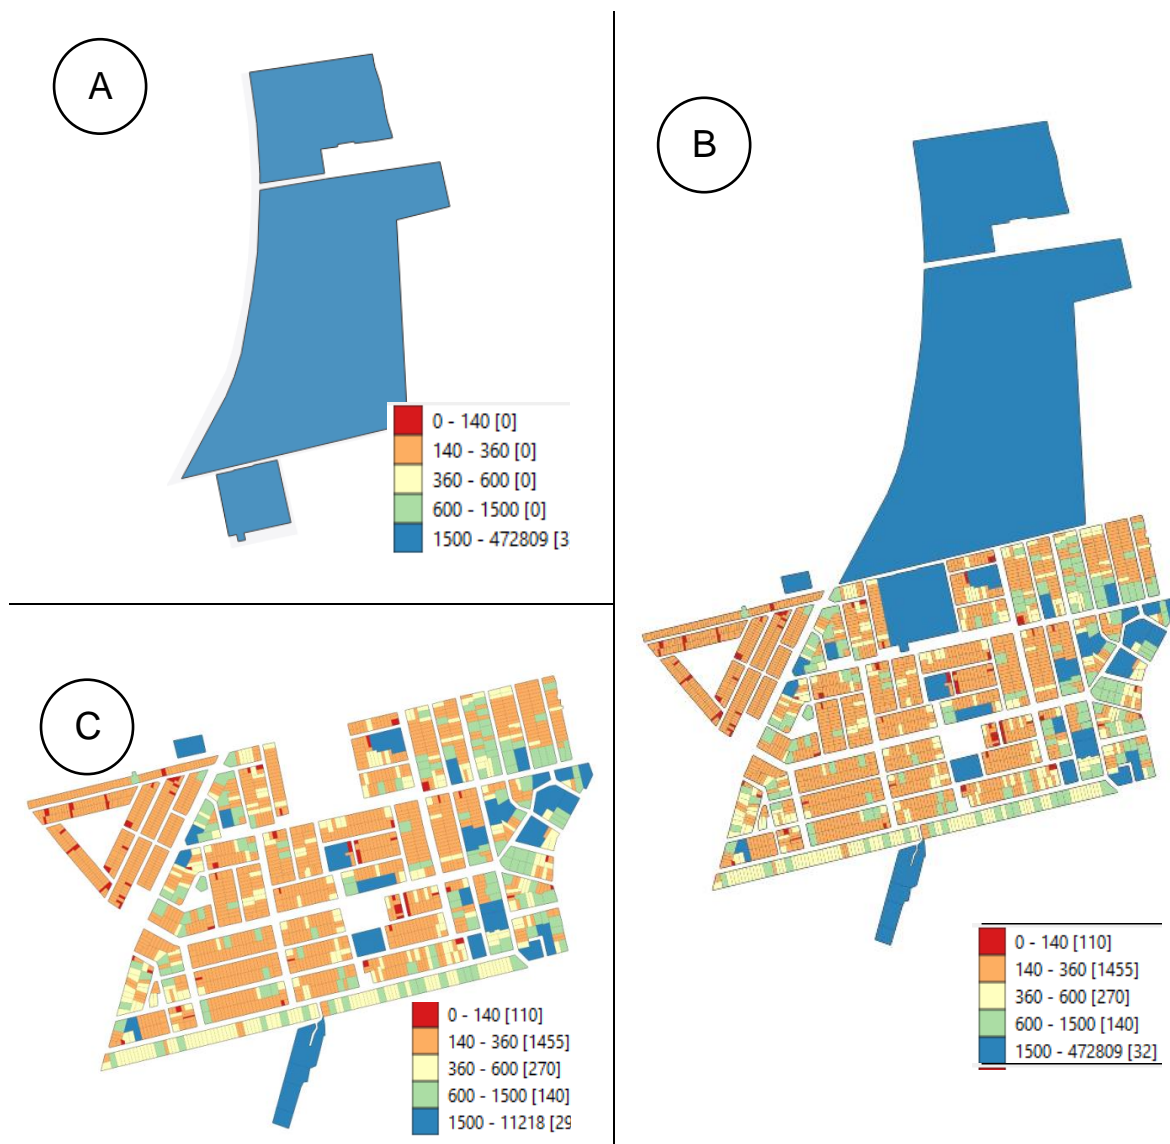 A
0 - 140 [0]
140 - 360 [0]
360 - 600 [0]
600 - 1500 [0]
1500 - 472809 [3
B
0 - 140 [110]
140 - 360 [1455]
360 - 600 [270]
600 - 1500 [140]
1500 - 472809 [32]
C
0 - 140 [110]
140 - 360 [1455]
360 - 600 [270]
600 - 1500 [140]
1500 - 11218 [29